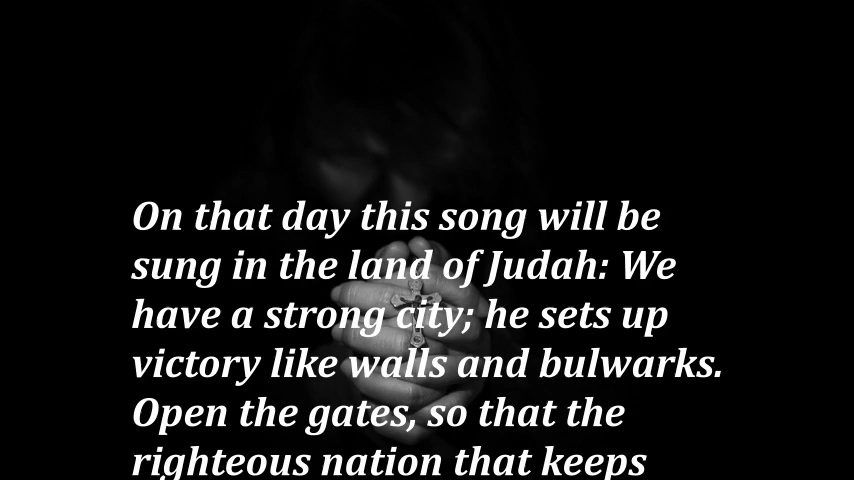 On that day this song will be
sung in the land of Judah: We
have a strong city; he sets up
victory like walls and bulwarks.
Open the gates, so that the
righteous nation that keeps